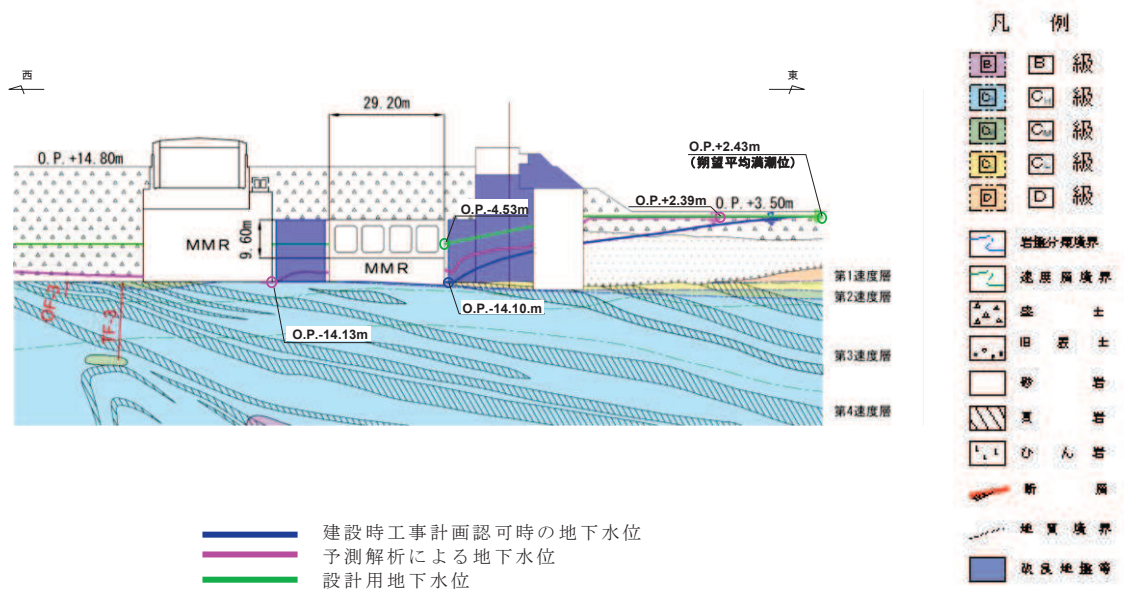 西
東
29.20m
O.P.+14.80m
O.P.+2.43m
(朔望平均満潮位)
O.P.+2.39m
O.P.+3.50m
O.P.-4.53m
MMR
9.60m
MMR
第1速度層
O.P.-14.10.m
第2速度層
OF-3
TF-3
O.P.-14.13m
第3速度層
第4速度層
凡 例
B B 級
CH 級
CM 級
CL 級
D D 級
岩盤分類境界
速度層境界
盛 土
旧 表 土
砂 岩
頁 岩
ひ ん 岩
断 層
地 質 境 界
改良地盤等
建設時工事計画認可時の地下水位
予測解析による地下水位
設計用地下水位